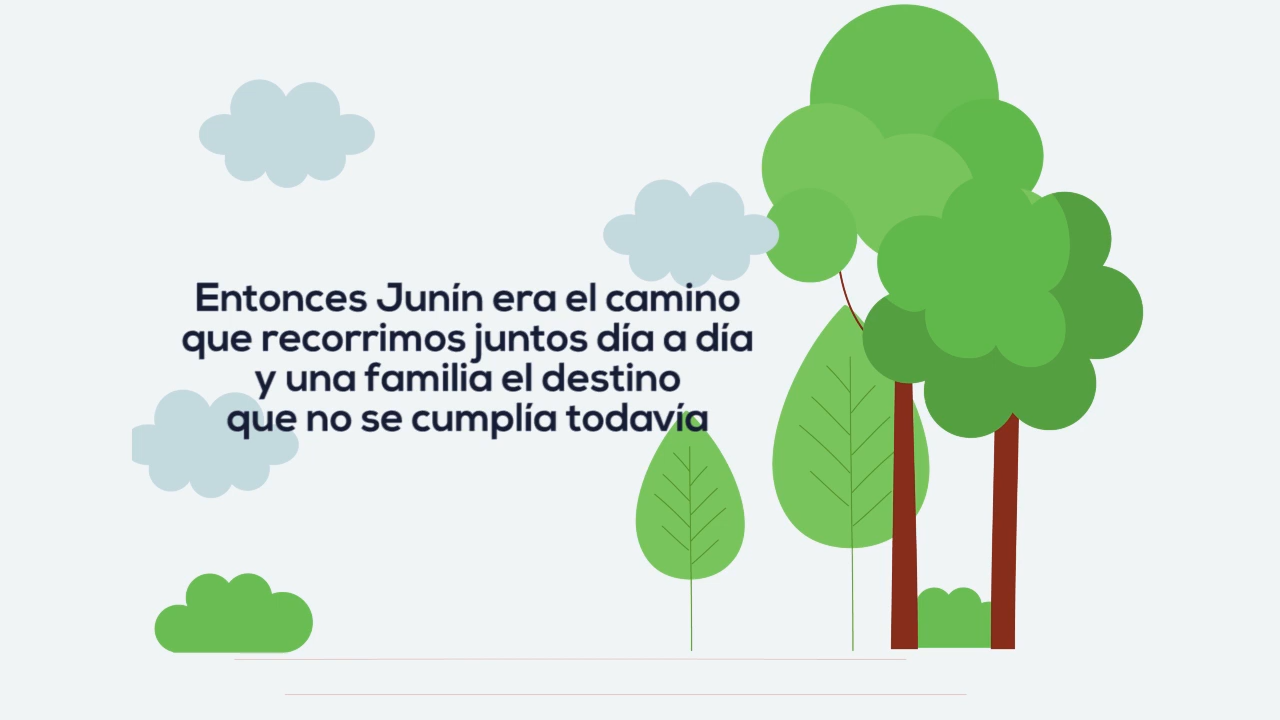 Entonces Junín era el camino
que recorrimos juntos día a día
y una familia el destino
que no se cumplía todavía